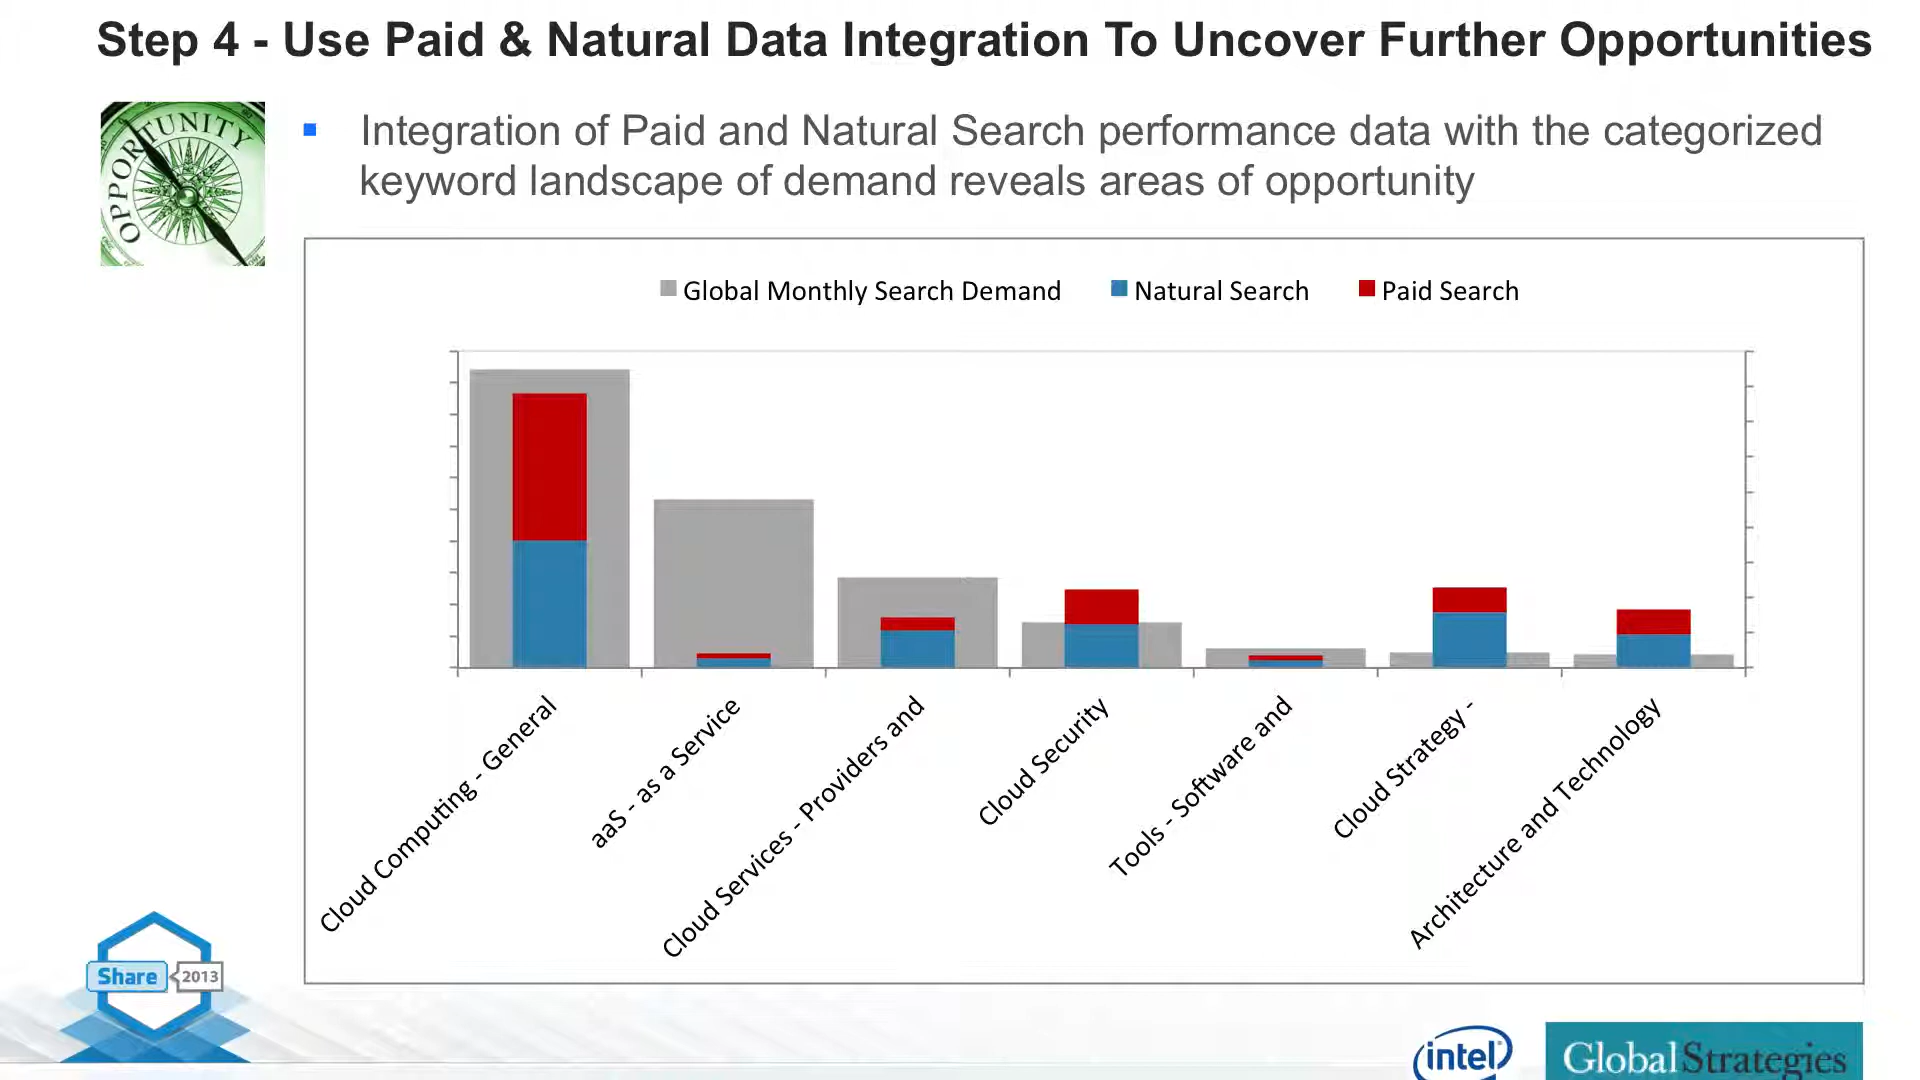 Step 4 - Use Paid & Natural Data Integration To Uncover Further Opportunities
OPPORTUNITY
Integration of Paid and Natural Search performance data with the categorized
keyword landscape of demand reveals areas of opportunity
Global Monthly Search Demand
Natural Search
Paid Search
Cloud Computing - General
aaS - as a Service
Cloud Services - Providers and
Cloud Security
Tools - Software and
Cloud Strategy -
Architecture and Technology
Share 2013
intel
Global Strategies